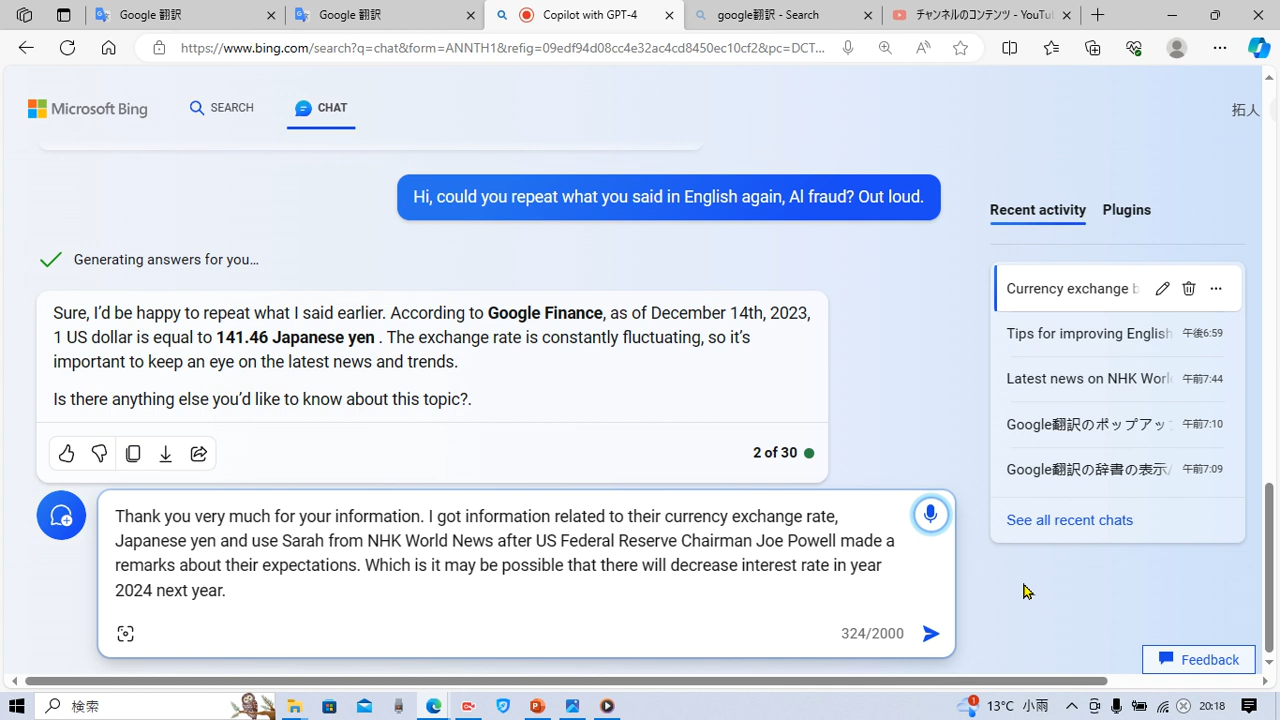 Google 翻訳
Google 翻訳
Copilot with GPT-4
google翻訳 - Search
チャンネルのコンテンツ - YouTu
https://www.bing.com/search?q=chat&form=ANNTH1&refig=09edf94d08cc4e32ac4cd8450ec10cf2&pc=DCT...
Microsoft Bing
SEARCH
CHAT
拓人
Hi, could you repeat what you said in English again, Al fraud? Out loud.
Recent activity
Plugins
Generating answers for you...
Currency exchange b
Sure, I'd be happy to repeat what I said earlier. According to Google Finance, as of December 14th, 2023,
1 US dollar is equal to 141.46 Japanese yen . The exchange rate is constantly fluctuating, so it's
important to keep an eye on the latest news and trends.
Is there anything else you'd like to know about this topic?.
Tips for improving English 午後6:59
Latest news on NHK Worl 午前7:44
Google翻訳のポップアッ 午前7:10
Google翻訳の辞書の表示 午前7:09
2 of 30
See all recent chats
Thank you very much for your information. I got information related to their currency exchange rate,
Japanese yen and use Sarah from NHK World News after US Federal Reserve Chairman Joe Powell made a
remarks about their expectations. Which is it may be possible that there will decrease interest rate in year
2024 next year.
324/2000
Feedback
検索
1
13°C 小雨
20:18